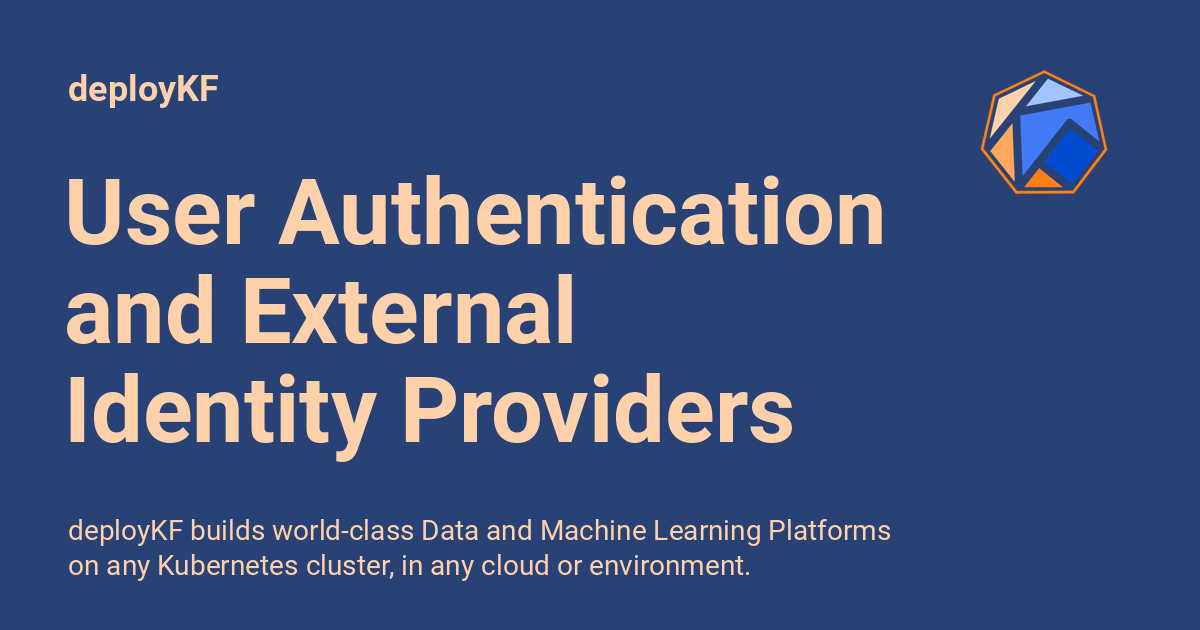 deployKF
User Authentication
and External
Identity Providers
deployKF builds world-class Data and Machine Learning Platforms
on any Kubernetes cluster, in any cloud or environment.